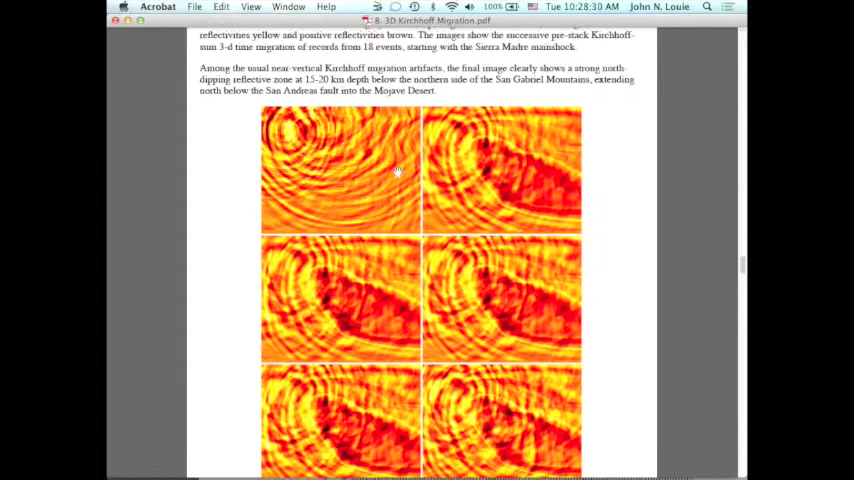 Acrobat File Edit View Window Help 100% Tue 10:28:30 AM John N. Louie
8. 3D Kirchhoff Migration.pdf
reflectivities yellow and positive reflectivities brown. The images show the successive pre-stack Kirchhoff-
sum 3-d time migration of records from 18 events, starting with the Sierra Madre mainshock.
Among the usual near-vertical Kirchhoff migration artifacts, the final image clearly shows a strong north-
dipping reflective zone at 15-20 km depth below the northern side of the San Gabriel Mountains, extending
north below the San Andreas fault into the Mojave Desert.